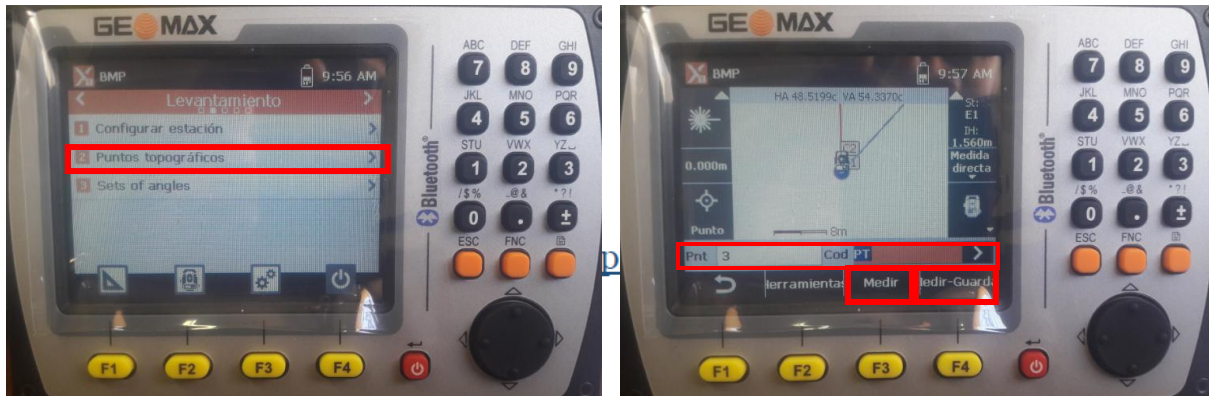 GEOMAX
BMP 9:56 AM
Levantamiento
1 Configurar estación
2 Puntos topográficos
3 Sets of angles
ABC DEF GHI
7 8 9
JKL MNO PQR
4 5 6
STU VWX YZ
1 2 3
/$% _@& *?!
0 . ±
ESC FNC
Bluetooth®
F1 F2 F3 F4
p
GEOMAX
BMP 9:57 AM
HA 48.5199c VA 54.3370c
St:
E1
IH:
1.560m
0.000m
Medida
directa
Punto
8m
Pnt 3 Cod PT
Herramientas Medir Medir-Guarda
ABC DEF GHI
7 8 9
JKL MNO PQR
4 5 6
STU VWX YZ
1 2 3
/$% _@& *?!
0 . ±
ESC FNC
Bluetooth®
F1 F2 F3 F4